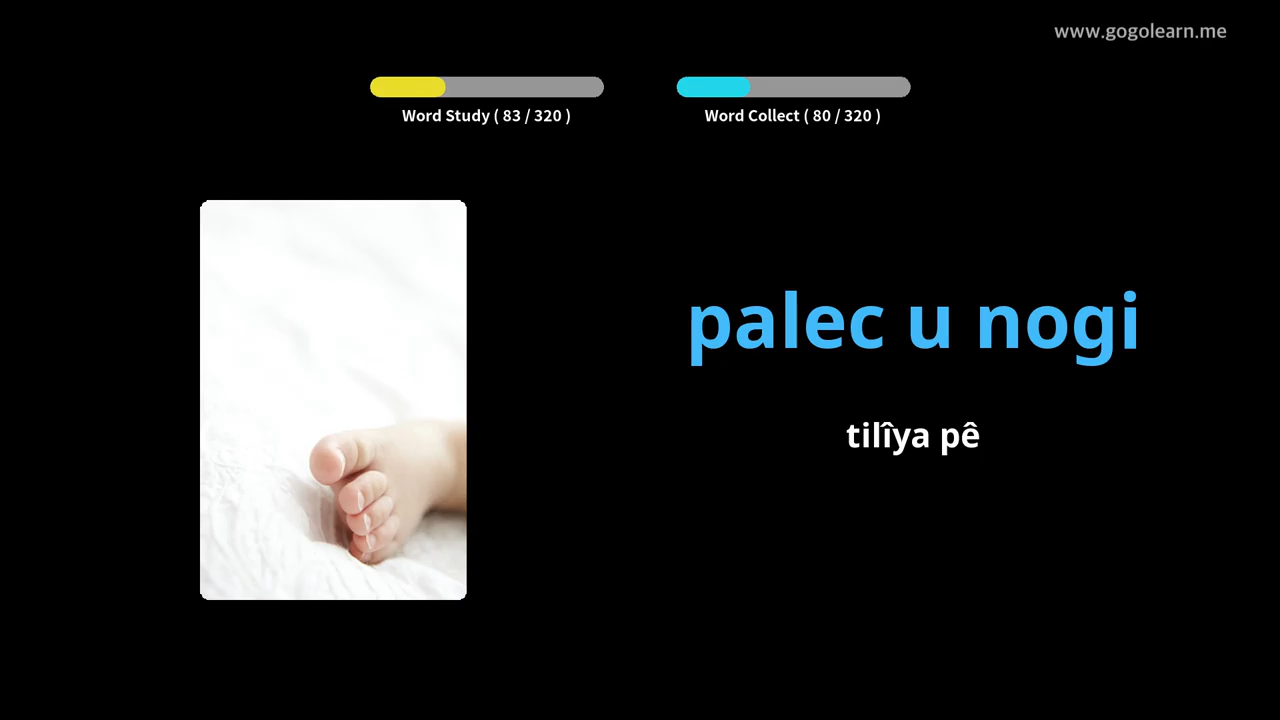 www.gogolearn.me
Word Study ( 83 / 320 )
Word Collect ( 80 / 320 )
palec u nogi
tilîya pê